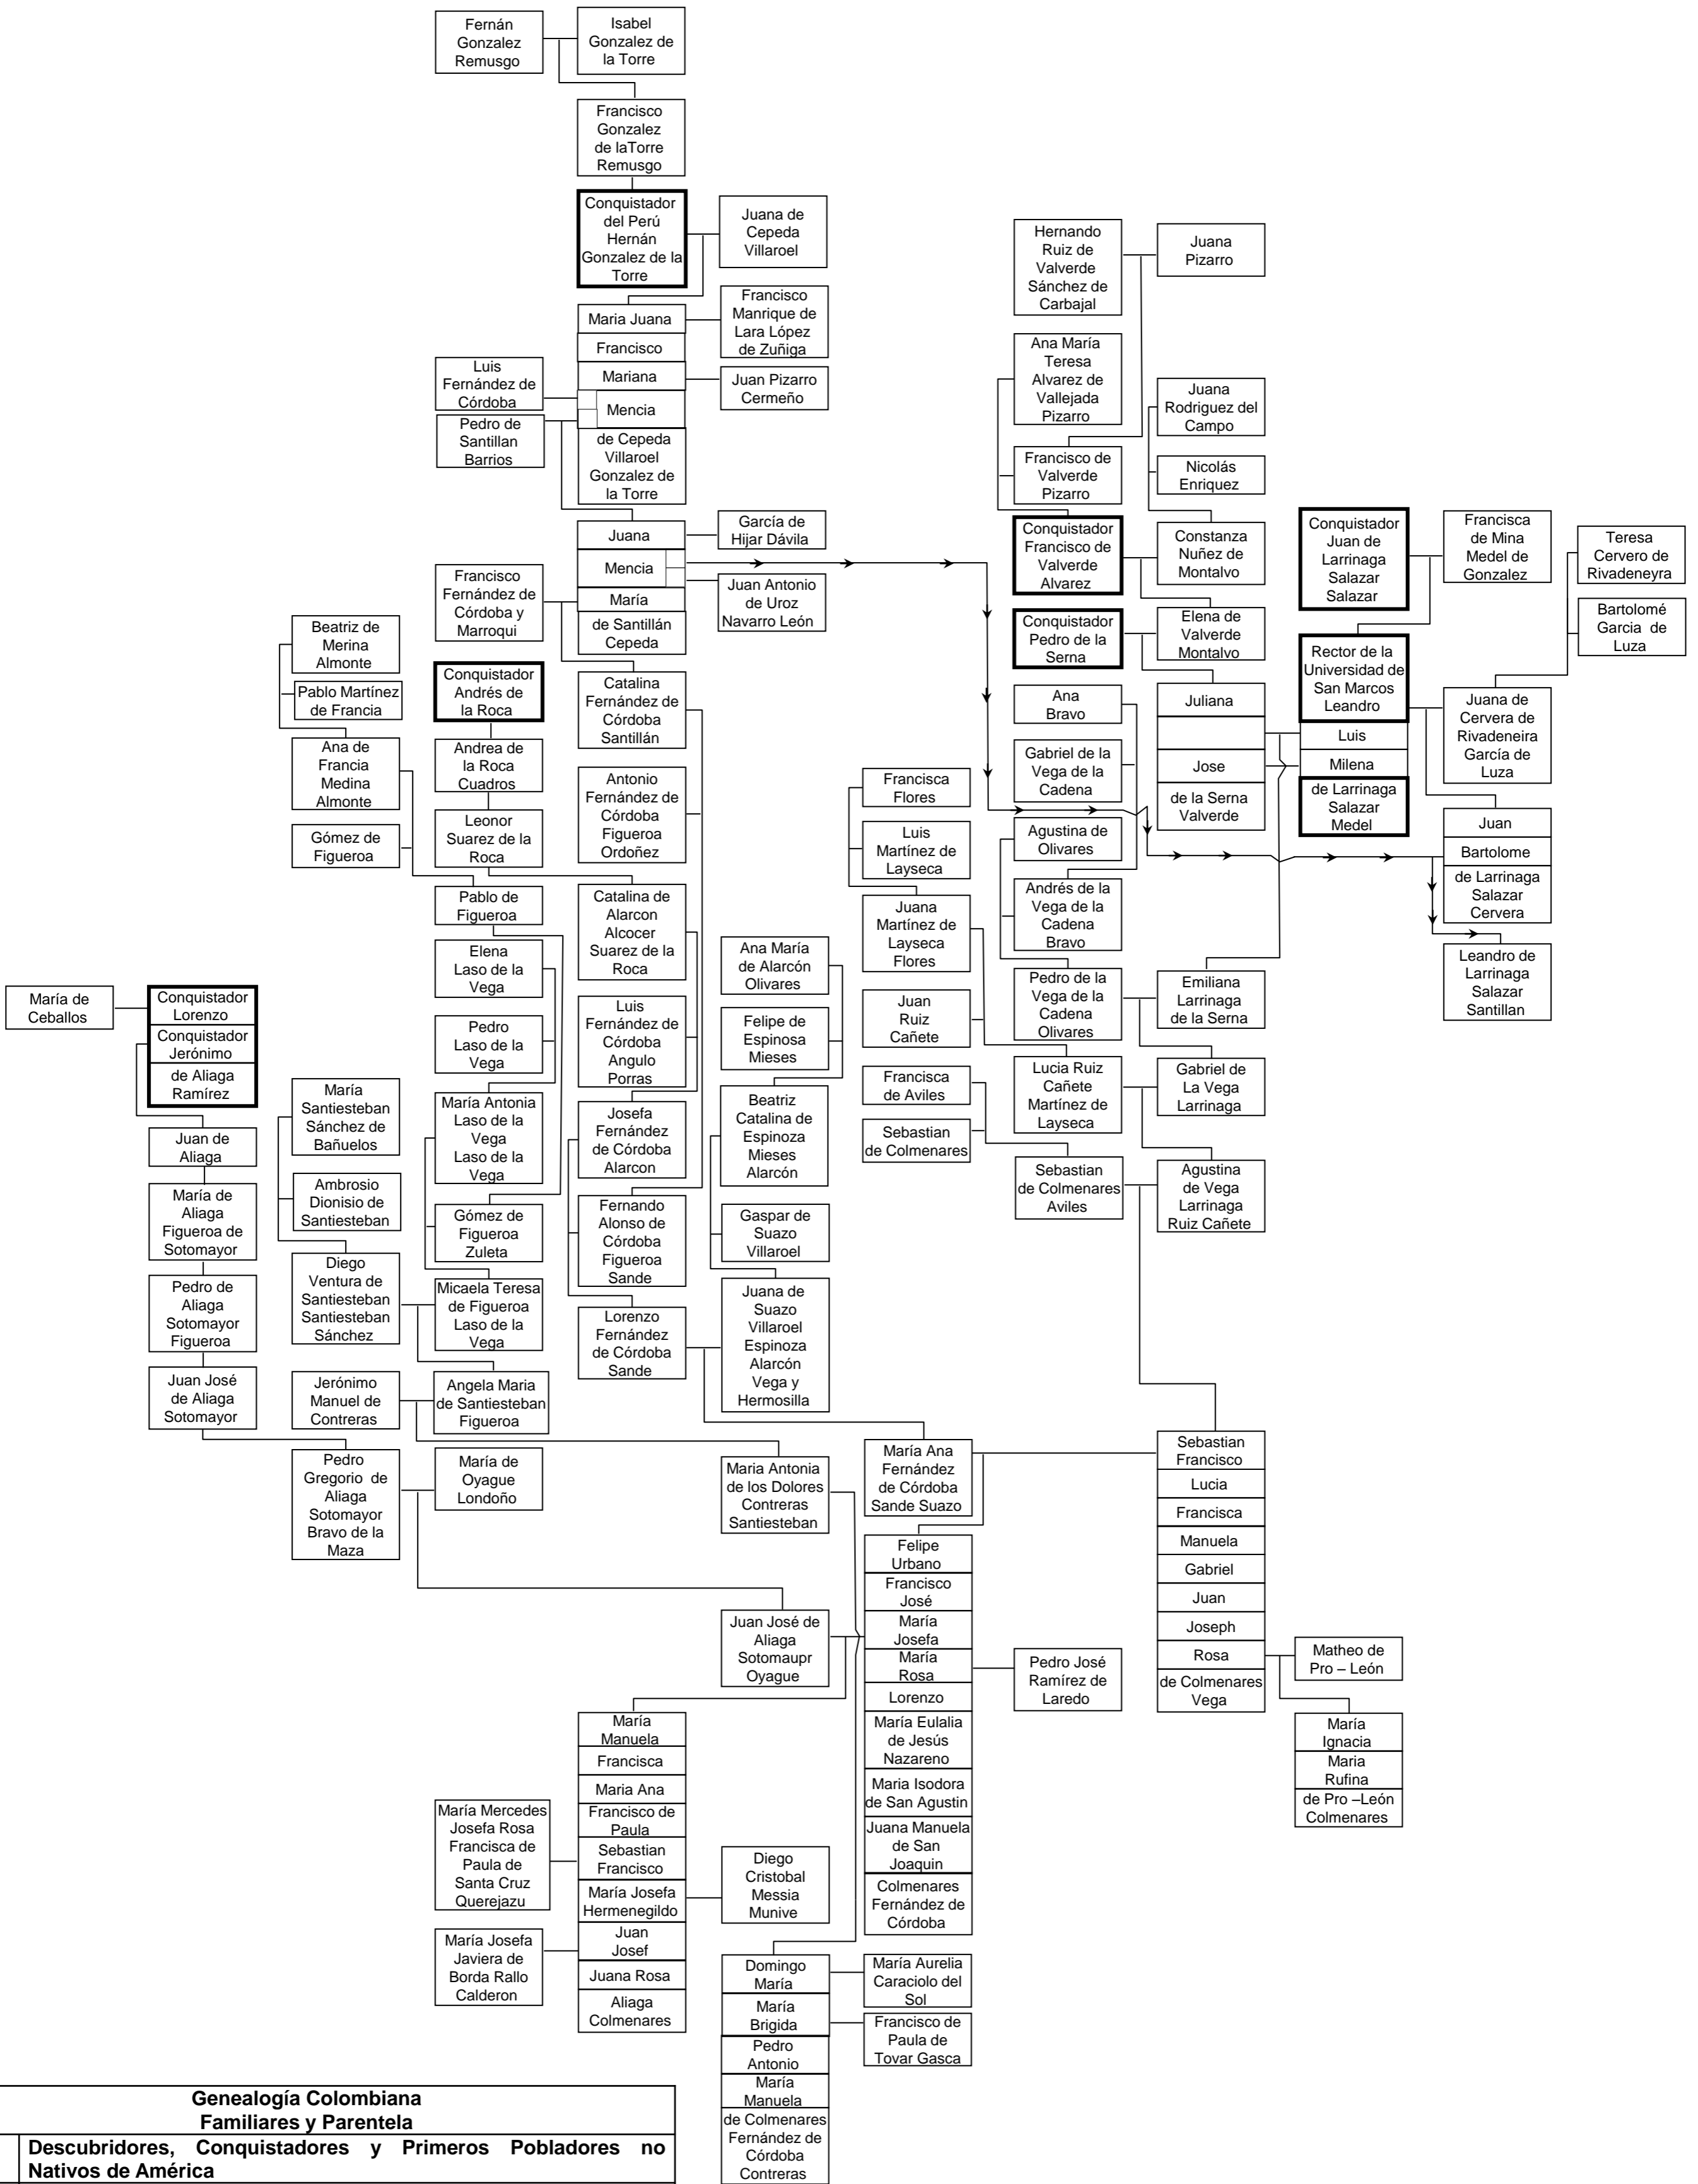 Fernán
Gonzalez
Remusgo
Isabel
Gonzalez de
la Torre
Francisco
Gonzalez
de laTorre
Remusgo
Conquistador
del Perú
Hernán
Gonzalez de la
Torre
Juana de
Cepeda
Villaroel
Maria Juana
Francisco
Manrique de
Lara López
de Zuñiga
Francisco
Mariana
Juan Pizarro
Cermeño
Luis
Fernández de
Córdoba
Mencia
Pedro de
Santillan
Barrios
de Cepeda
Villaroel
Gonzalez de
la Torre
Hernando
Ruiz de
Valverde
Sánchez de
Carbajal
Juana
Pizarro
Ana María
Teresa
Alvarez de
Vallejada
Pizarro
Juana
Rodriguez del
Campo
Francisco de
Valverde
Pizarro
Nicolás
Enriquez
Juana
García de
Hijar Dávila
Mencia
Juan Antonio
de Uroz
Navarro León
María
de Santillán
Cepeda
Francisco
Fernández de
Córdoba y
Marroqui
Conquistador
Francisco de
Valverde
Alvarez
Constanza
Nuñez de
Montalvo
Conquistador
Juan de
Larrinaga
Salazar
Salazar
Francisca
de Mina
Medel de
Gonzalez
Teresa
Cervero de
Rivadeneyra
Bartolomé
Garcia de
Luza
Conquistador
Pedro de la
Serna
Elena de
Valverde
Montalvo
Rector de la
Universidad de
San Marcos
Leandro
Luis
Milena
de Larrinaga
Salazar
Medel
Juana de
Cervera de
Rivadeneira
García de
Luza
Beatriz de
Merina
Almonte
Pablo Martínez
de Francia
Conquistador
Andrés de
la Roca
Catalina
Fernández de
Córdoba
Santillán
Ana
Bravo
Juliana
Jose
de la Serna
Valverde
Ana de
Francia
Medina
Almonte
Andrea de
la Roca
Cuadros
Antonio
Fernández de
Córdoba
Figueroa
Ordoñez
Francisca
Flores
Gabriel de la
Vega de la
Cadena
Gómez de
Figueroa
Leonor
Suarez de la
Roca
Luis
Martínez de
Layseca
Agustina de
Olivares
Juan
Bartolome
de Larrinaga
Salazar
Cervera
Pablo de
Figueroa
Catalina de
Alarcon
Alcocer
Suarez de la
Roca
Juana
Martínez de
Layseca
Flores
Andrés de la
Vega de la
Cadena
Bravo
Leandro de
Larrinaga
Salazar
Santillan
Elena
Laso de la
Vega
Ana María
de Alarcón
Olivares
Pedro de la
Vega de la
Cadena
Olivares
Emiliana
Larrinaga
de la Serna
María de
Ceballos
Conquistador
Lorenzo
Conquistador
Jerónimo
de Aliaga
Ramírez
Pedro
Laso de la
Vega
Luis
Fernández de
Córdoba
Angulo
Porras
Felipe de
Espinosa
Mieses
Juan
Ruiz
Cañete
María
Santiesteban
Sánchez de
Bañuelos
María Antonia
Laso de la
Vega
Laso de la
Vega
Josefa
Fernández
de Córdoba
Alarcon
Beatriz
Catalina de
Espinoza
Mieses
Alarcón
Francisca
de Aviles
Lucia Ruiz
Cañete
Martínez de
Layseca
Gabriel de
La Vega
Larrinaga
Juan de
Aliaga
Sebastian
de Colmenares
Sebastian
de Colmenares
Aviles
Agustina
de Vega
Larrinaga
Ruiz Cañete
María de
Aliaga
Figueroa de
Sotomayor
Ambrosio
Dionisio de
Santiesteban
Gómez de
Figueroa
Zuleta
Fernando
Alonso de
Córdoba
Figueroa
Sande
Gaspar de
Suazo
Villaroel
Pedro de
Aliaga
Sotomayor
Figueroa
Diego
Ventura de
Santiesteban
Santiesteban
Sánchez
Micaela Teresa
de Figueroa
Laso de la
Vega
Lorenzo
Fernández
de Córdoba
Sande
Juana de
Suazo
Villaroel
Espinoza
Alarcón
Vega y
Hermosilla
Juan José
de Aliaga
Sotomayor
Jerónimo
Manuel de
Contreras
Angela Maria
de Santiesteban
Figueroa
Pedro
Gregorio de
Aliaga
Sotomayor
Bravo de la
Maza
María de
Oyague
Londoño
Maria Antonia
de los Dolores
Contreras
Santiesteban
María Ana
Fernández
de Córdoba
Sande Suazo
Sebastian
Francisco
Lucia
Francisca
Manuela
Gabriel
Juan
Joseph
Rosa
de Colmenares
Vega
Matheo de
Pro – León
María
Ignacia
Maria
Rufina
de Pro –León
Colmenares
Felipe
Urbano
Francisco
José
María
Josefa
María
Rosa
Lorenzo
María Eulalia
de Jesús
Nazareno
Maria Isodora
de San Agustin
Juana Manuela
de San
Joaquin
Colmenares
Fernández de
Córdoba
Juan José de
Aliaga
Sotomaupr
Oyague
Pedro José
Ramírez de
Laredo
María
Manuela
Francisca
Maria Ana
Francisco de
Paula
Sebastian
Francisco
María Josefa
Hermenegildo
Juan
Josef
Juana Rosa
Aliaga
Colmenares
María Mercedes
Josefa Rosa
Francisca de
Paula de
Santa Cruz
Querejazu
Diego
Cristobal
Messia
Munive
María Josefa
Javiera de
Borda Rallo
Calderon
Domingo
María
María
Brigida
Pedro
Antonio
María
Manuela
de Colmenares
Fernández de
Córdoba
Contreras
María Aurelia
Caraciolo del
Sol
Francisco de
Paula de
Tovar Gasca
Genealogía Colombiana
Familiares y Parentela
Descubridores, Conquistadores y Primeros Pobladores no
Nativos de América